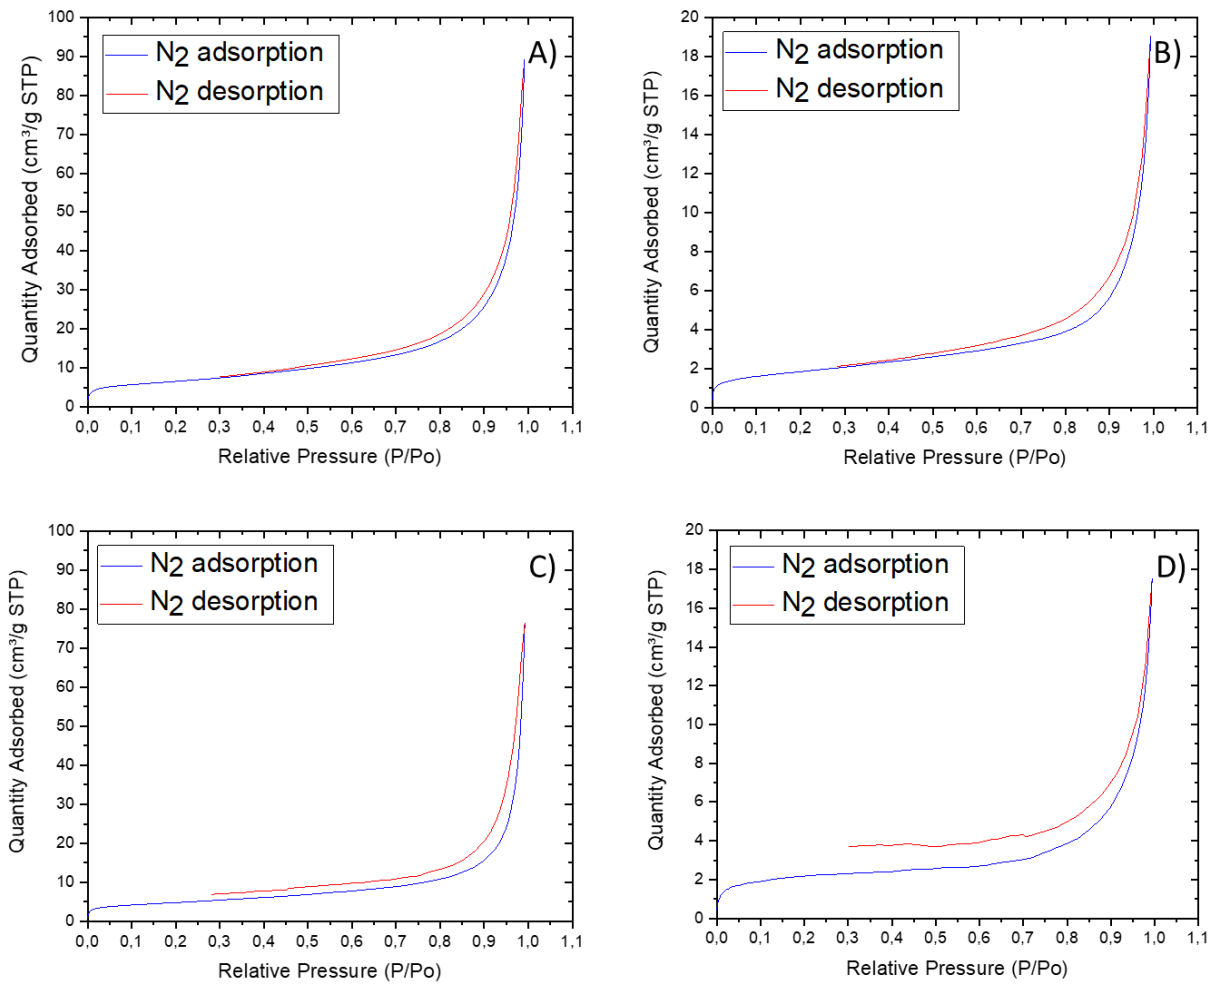 A)
N2 adsorption
N2 desorption
Quantity Adsorbed (cm³/g STP)
100
90
80
70
60
50
40
30
20
10
0
0,0 0,1 0,2 0,3 0,4 0,5 0,6 0,7 0,8 0,9 1,0 1,1
Relative Pressure (P/Po)
B)
N2 adsorption
N2 desorption
Quantity Adsorbed (cm³/g STP)
20
18
16
14
12
10
8
6
4
2
0
0,0 0,1 0,2 0,3 0,4 0,5 0,6 0,7 0,8 0,9 1,0 1,1
Relative Pressure (P/Po)
C)
N2 adsorption
N2 desorption
Quantity Adsorbed (cm³/g STP)
100
90
80
70
60
50
40
30
20
10
0
0,0 0,1 0,2 0,3 0,4 0,5 0,6 0,7 0,8 0,9 1,0 1,1
Relative Pressure (P/Po)
D)
N2 adsorption
N2 desorption
Quantity Adsorbed (cm³/g STP)
20
18
16
14
12
10
8
6
4
2
0
0,0 0,1 0,2 0,3 0,4 0,5 0,6 0,7 0,8 0,9 1,0 1,1
Relative Pressure (P/Po)